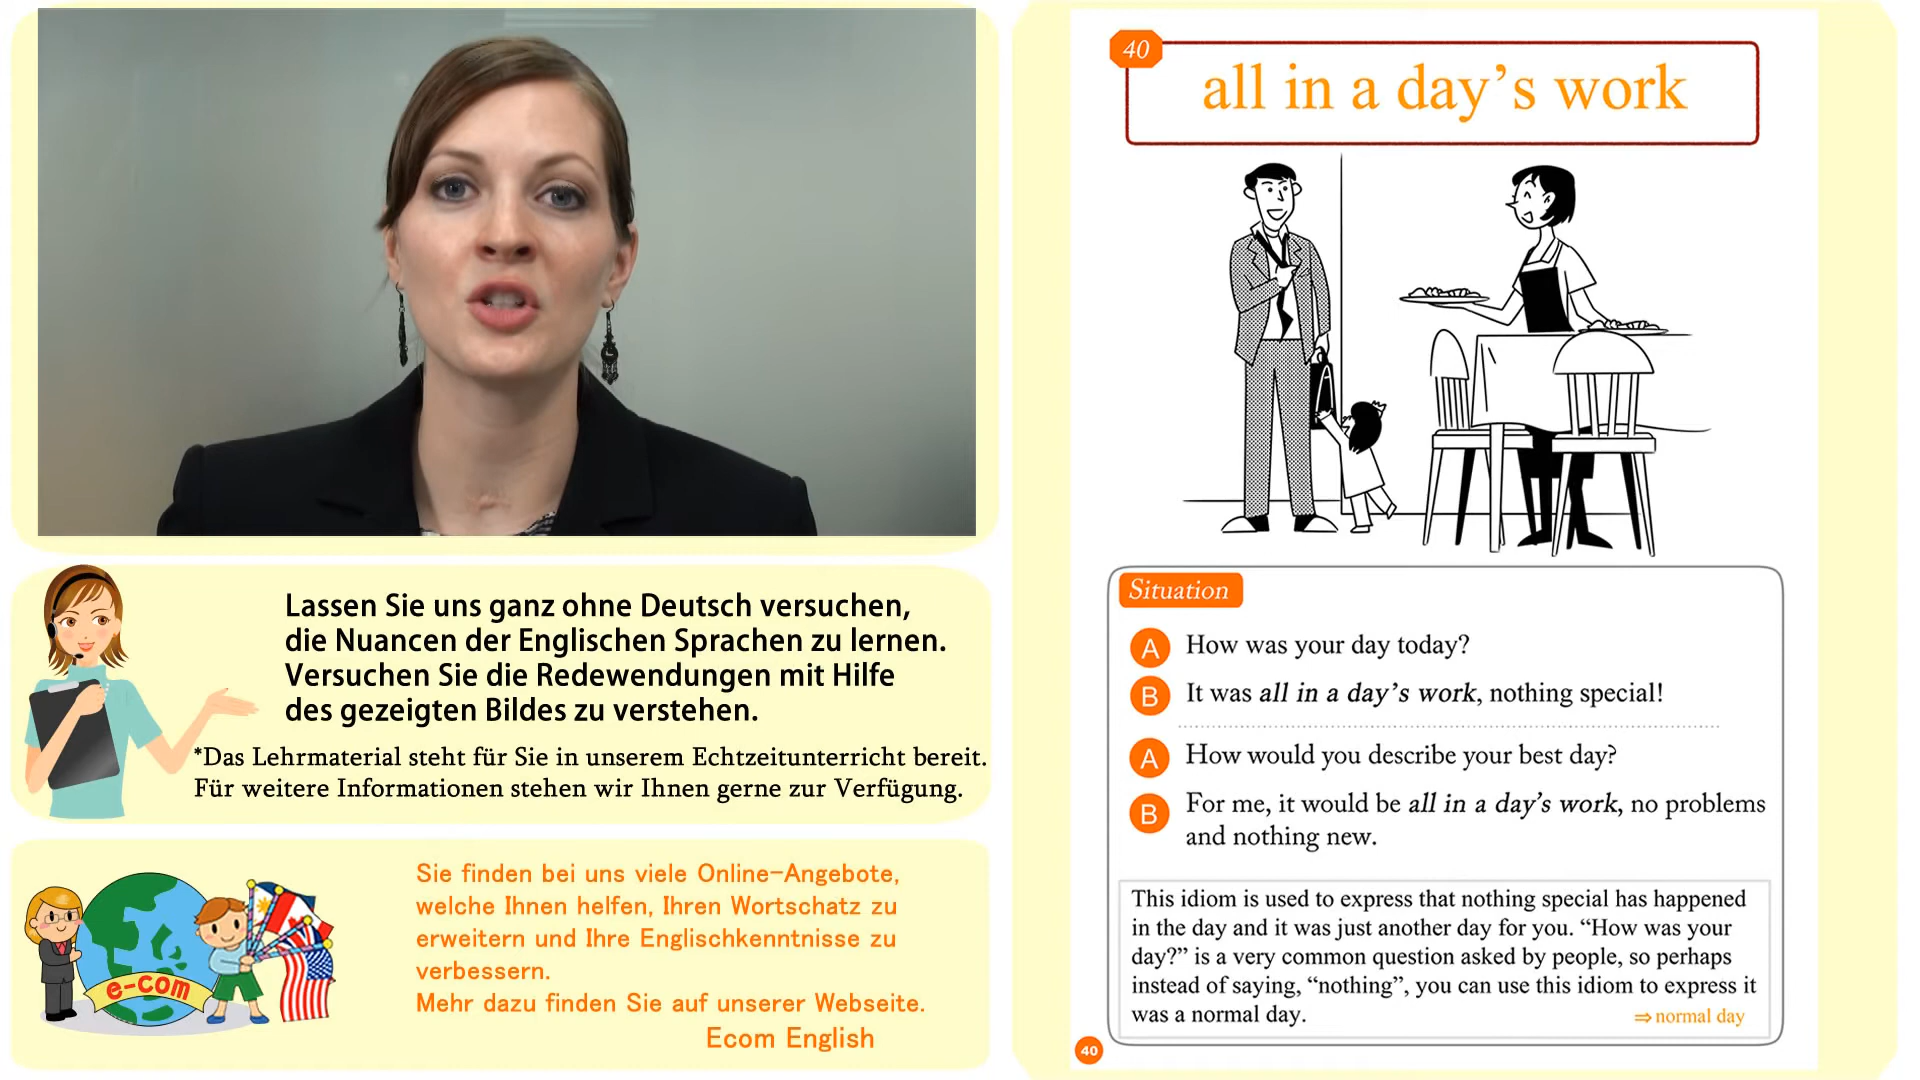 Lassen Sie uns ganz ohne Deutsch versuchen,
die Nuancen der Englischen Sprachen zu lernen.
Versuchen Sie die Redewendungen mit Hilfe
des gezeigten Bildes zu verstehen.
*Das Lehrmaterial steht für Sie in unserem Echtzeitunterricht bereit.
Für weitere Informationen stehen wir Ihnen gerne zur Verfügung.
e-com
Sie finden bei uns viele Online-Angebote,
welche Ihnen helfen, Ihren Wortschatz zu
erweitern und Ihre Englischkenntnisse zu
verbessern.
Mehr dazu finden Sie auf unserer Webseite.
Ecom English
40
all in a day's work
Situation
A How was your day today?
B It was all in a day's work, nothing special!
A How would you describe your best day?
B For me, it would be all in a day's work, no problems
and nothing new.
This idiom is used to express that nothing special has happened
in the day and it was just another day for you. “How was your
day?” is a very common question asked by people, so perhaps
instead of saying, “nothing”, you can use this idiom to express it
was a normal day.
⇒ normal day
40